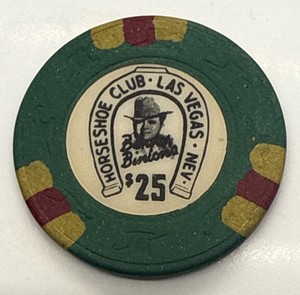 HORSESHOE CLUB · LAS VEGAS · NEV.
Benny
Binion's
$25